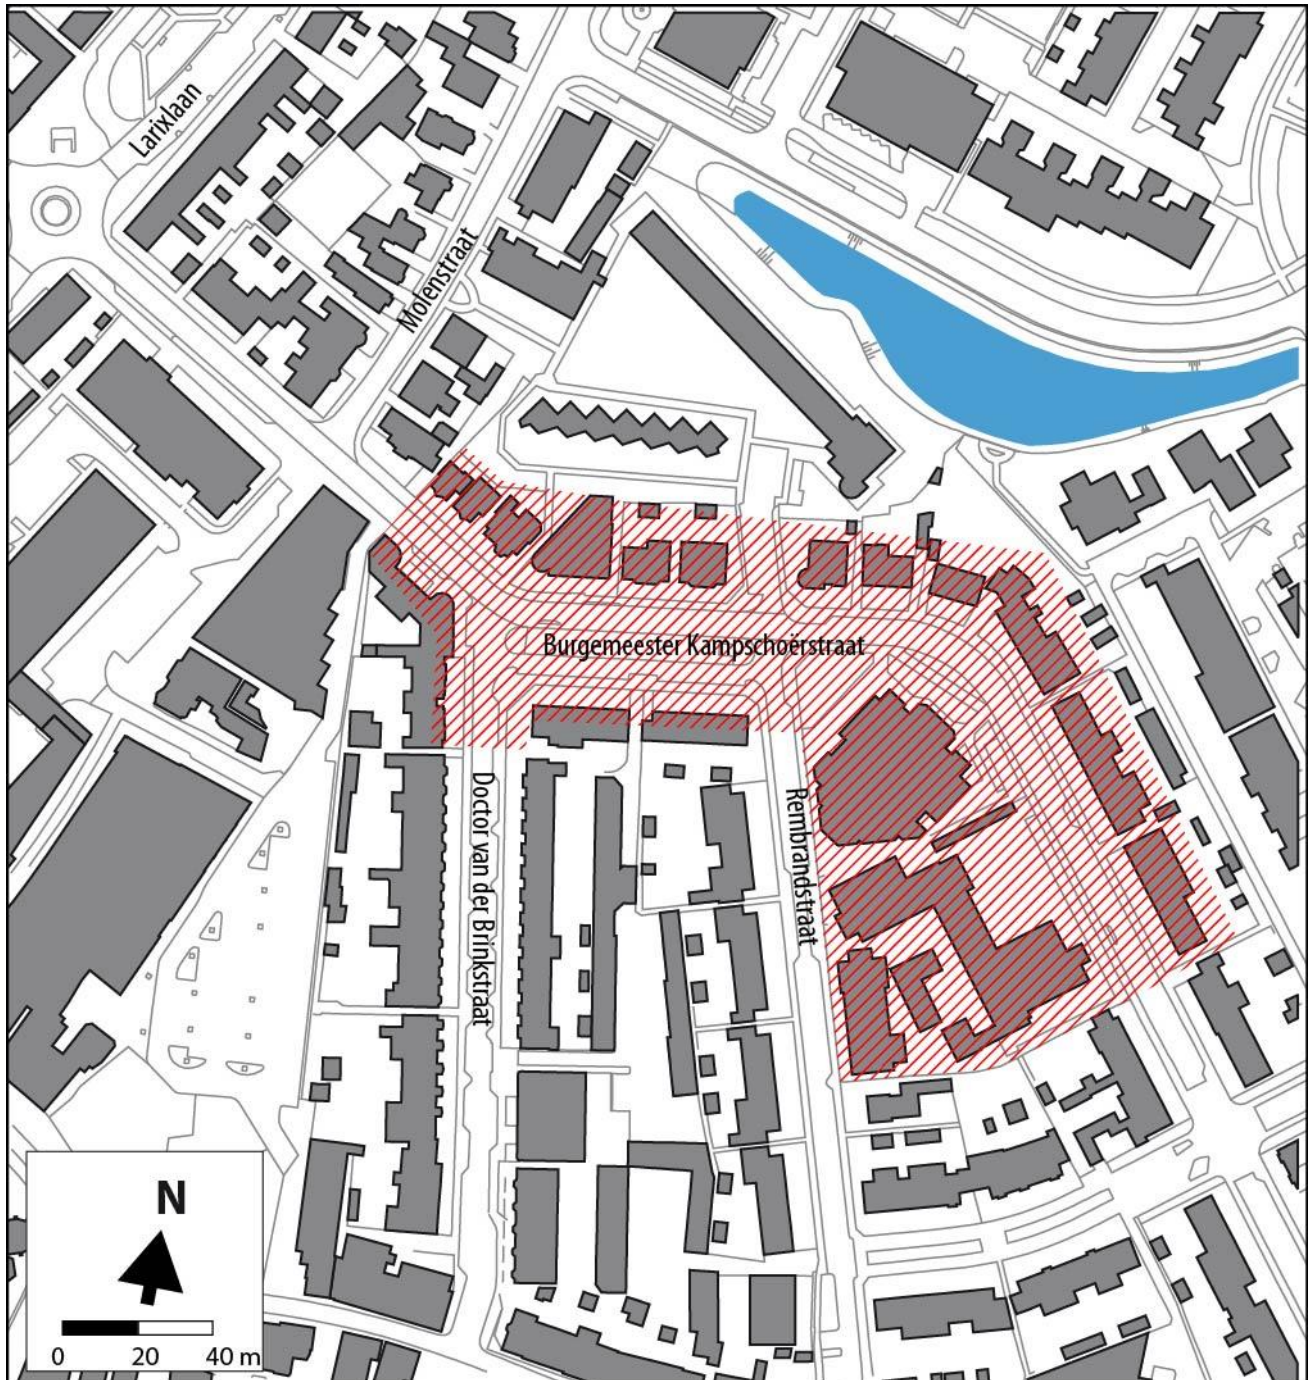 Larixlaan
Molenstraat
Burgemeester Kampschoërstraat
Doctor van der Brinkstraat
Rembrandstraat
N
0 20 40 m